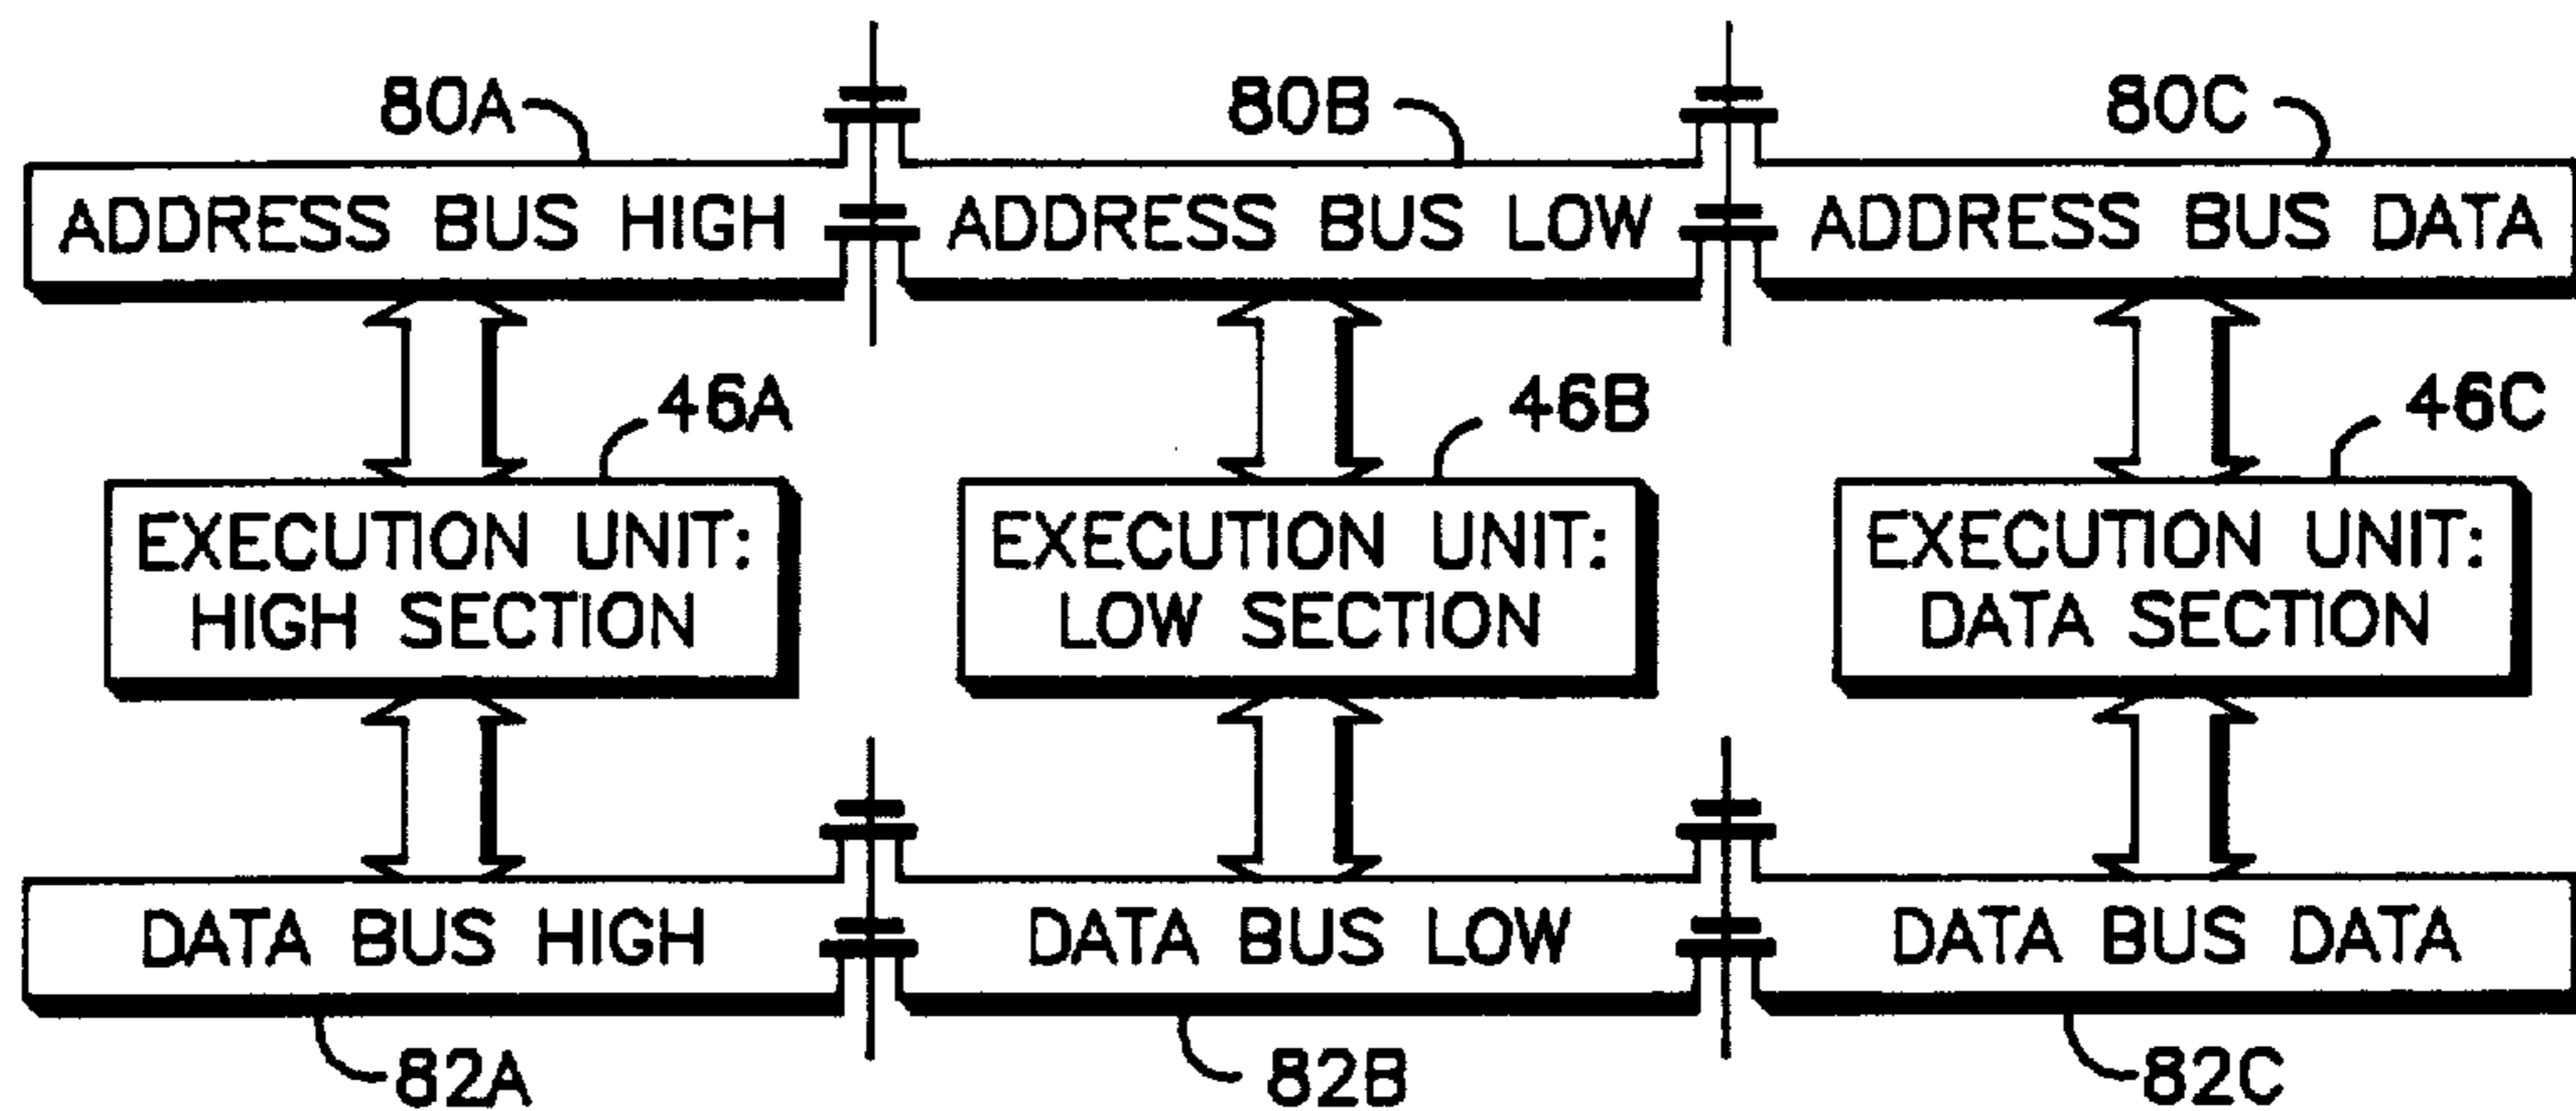 80A 80B 80C
ADDRESS BUS HIGH ADDRESS BUS LOW ADDRESS BUS DATA
46A 46B 46C
EXECUTION UNIT: EXECUTION UNIT: EXECUTION UNIT:
HIGH SECTION LOW SECTION DATA SECTION
DATA BUS HIGH DATA BUS LOW DATA BUS DATA
82A 82B 82C